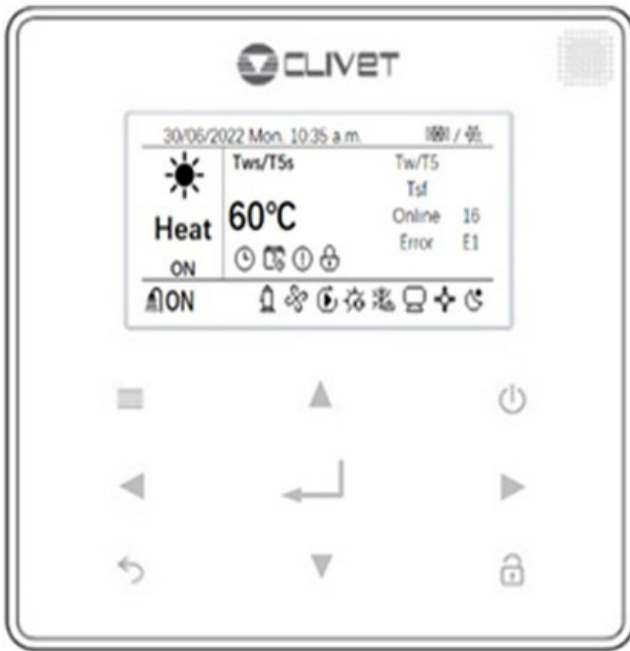 CLIVET
30/06/2022 Mon. 10:35 a.m.
/
Tws/T5s
Tw/T5
Tsf
60°C
Heat
Online 16
Error E1
ON
ON